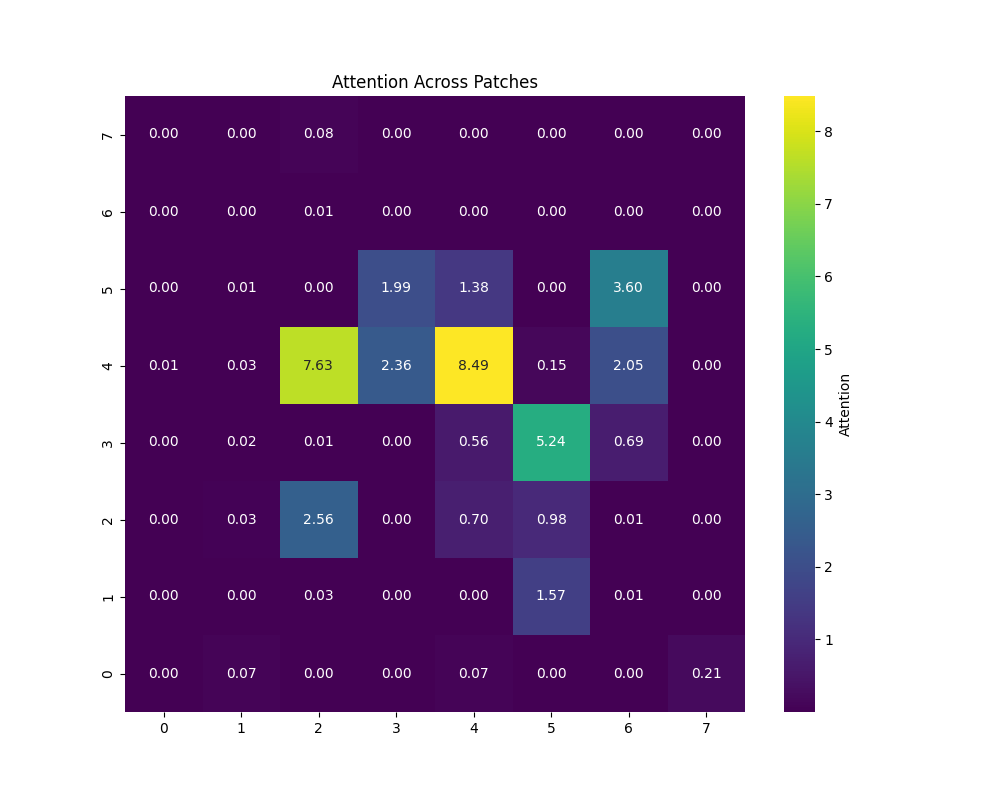 Attention Across Patches
7 0.00 0.00 0.08 0.00 0.00 0.00 0.00 0.00
6 0.00 0.00 0.01 0.00 0.00 0.00 0.00 0.00
5 0.00 0.01 0.00 1.99 1.38 0.00 3.60 0.00
4 0.01 0.03 7.63 2.36 8.49 0.15 2.05 0.00
3 0.00 0.02 0.01 0.00 0.56 5.24 0.69 0.00
2 0.00 0.03 2.56 0.00 0.70 0.98 0.01 0.00
1 0.00 0.00 0.03 0.00 0.00 1.57 0.01 0.00
0 0.00 0.07 0.00 0.00 0.07 0.00 0.00 0.21
0 1 2 3 4 5 6 7
8
7
6
5
4
3
2
1
Attention